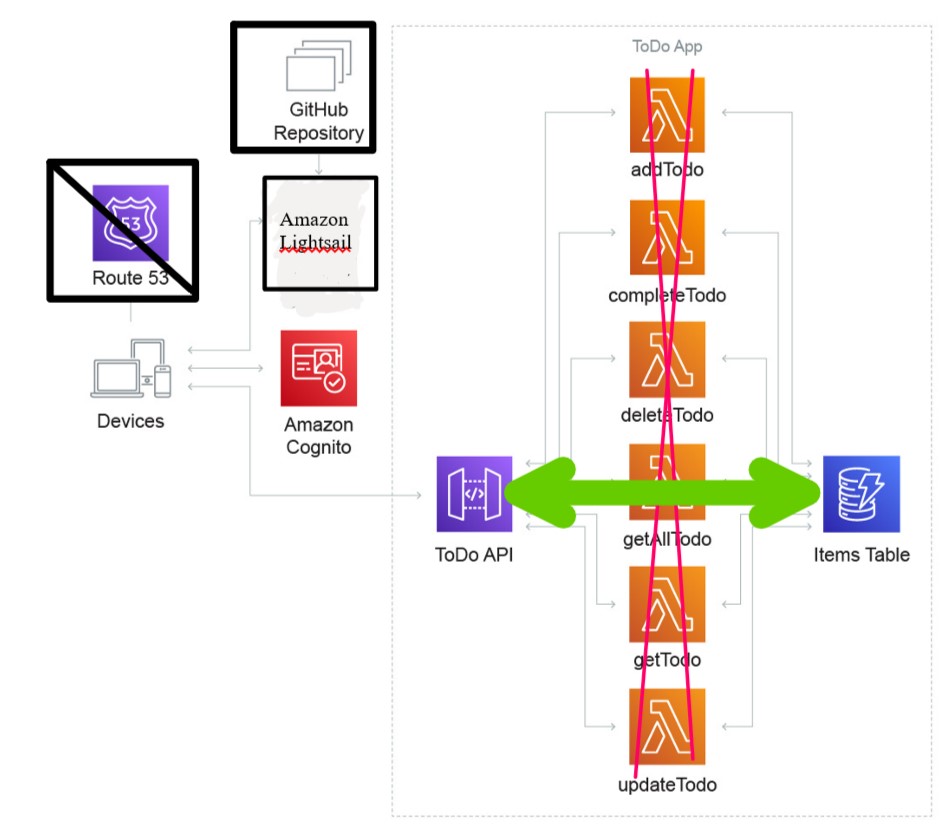 ToDo App
GitHub
Repository
addTodo
Amazon
Lightsail
53
Route 53
completeTodo
Devices
Amazon
Cognito
deleteTodo
</>
ToDo API
getAllTodo
Items Table
getTodo
updateTodo